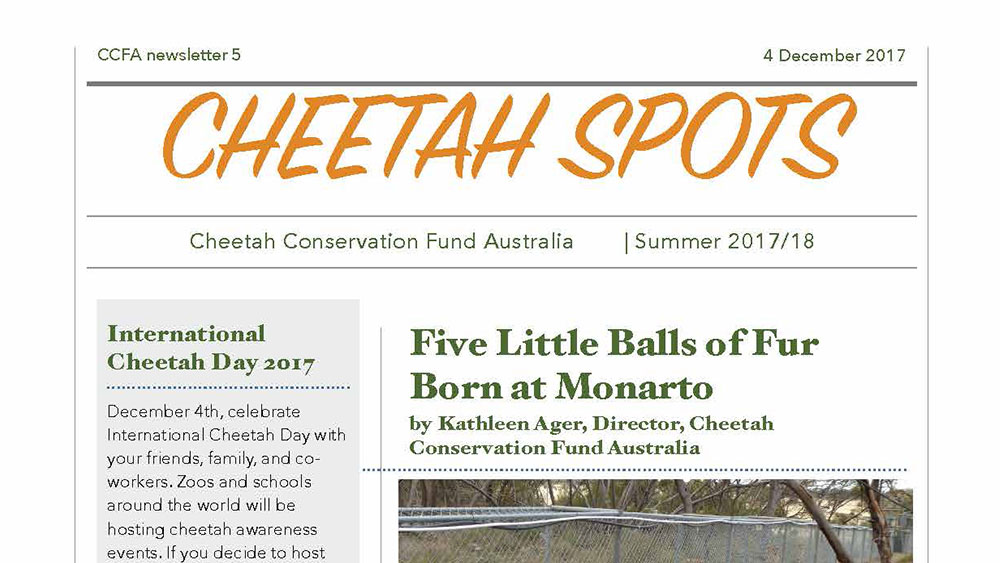 CCFA newsletter 5
4 December 2017
CHEETAH SPOTS
Cheetah Conservation Fund Australia | Summer 2017/18
International
Cheetah Day 2017
December 4th, celebrate
International Cheetah Day with
your friends, family, and co-
workers. Zoos and schools
around the world will be
hosting cheetah awareness
events. If you decide to host
Five Little Balls of Fur
Born at Monarto
by Kathleen Ager, Director, Cheetah
Conservation Fund Australia